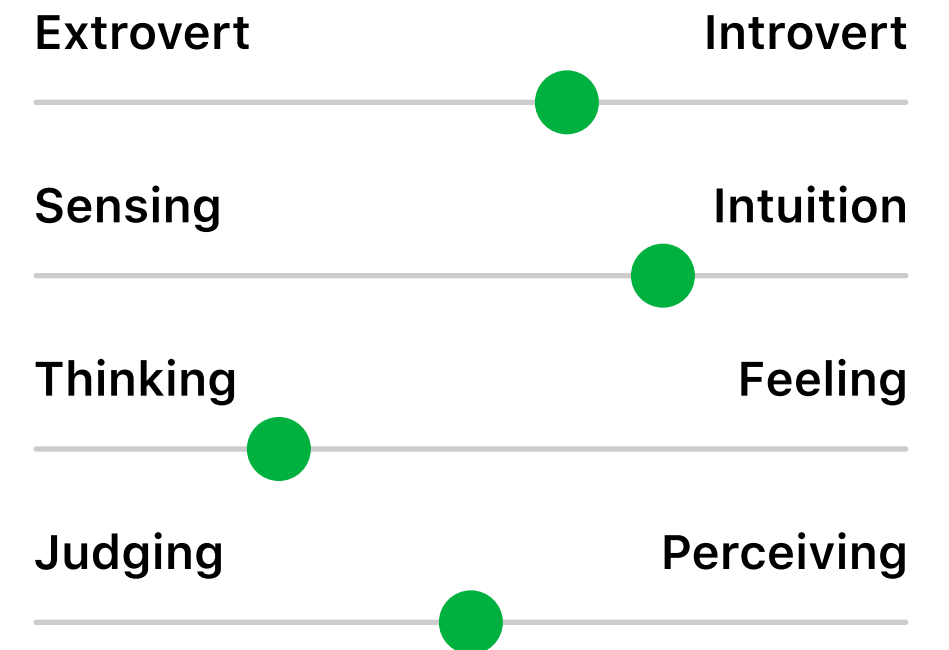 Extrovert Introvert
Sensing Intuition
Thinking Feeling
Judging Perceiving